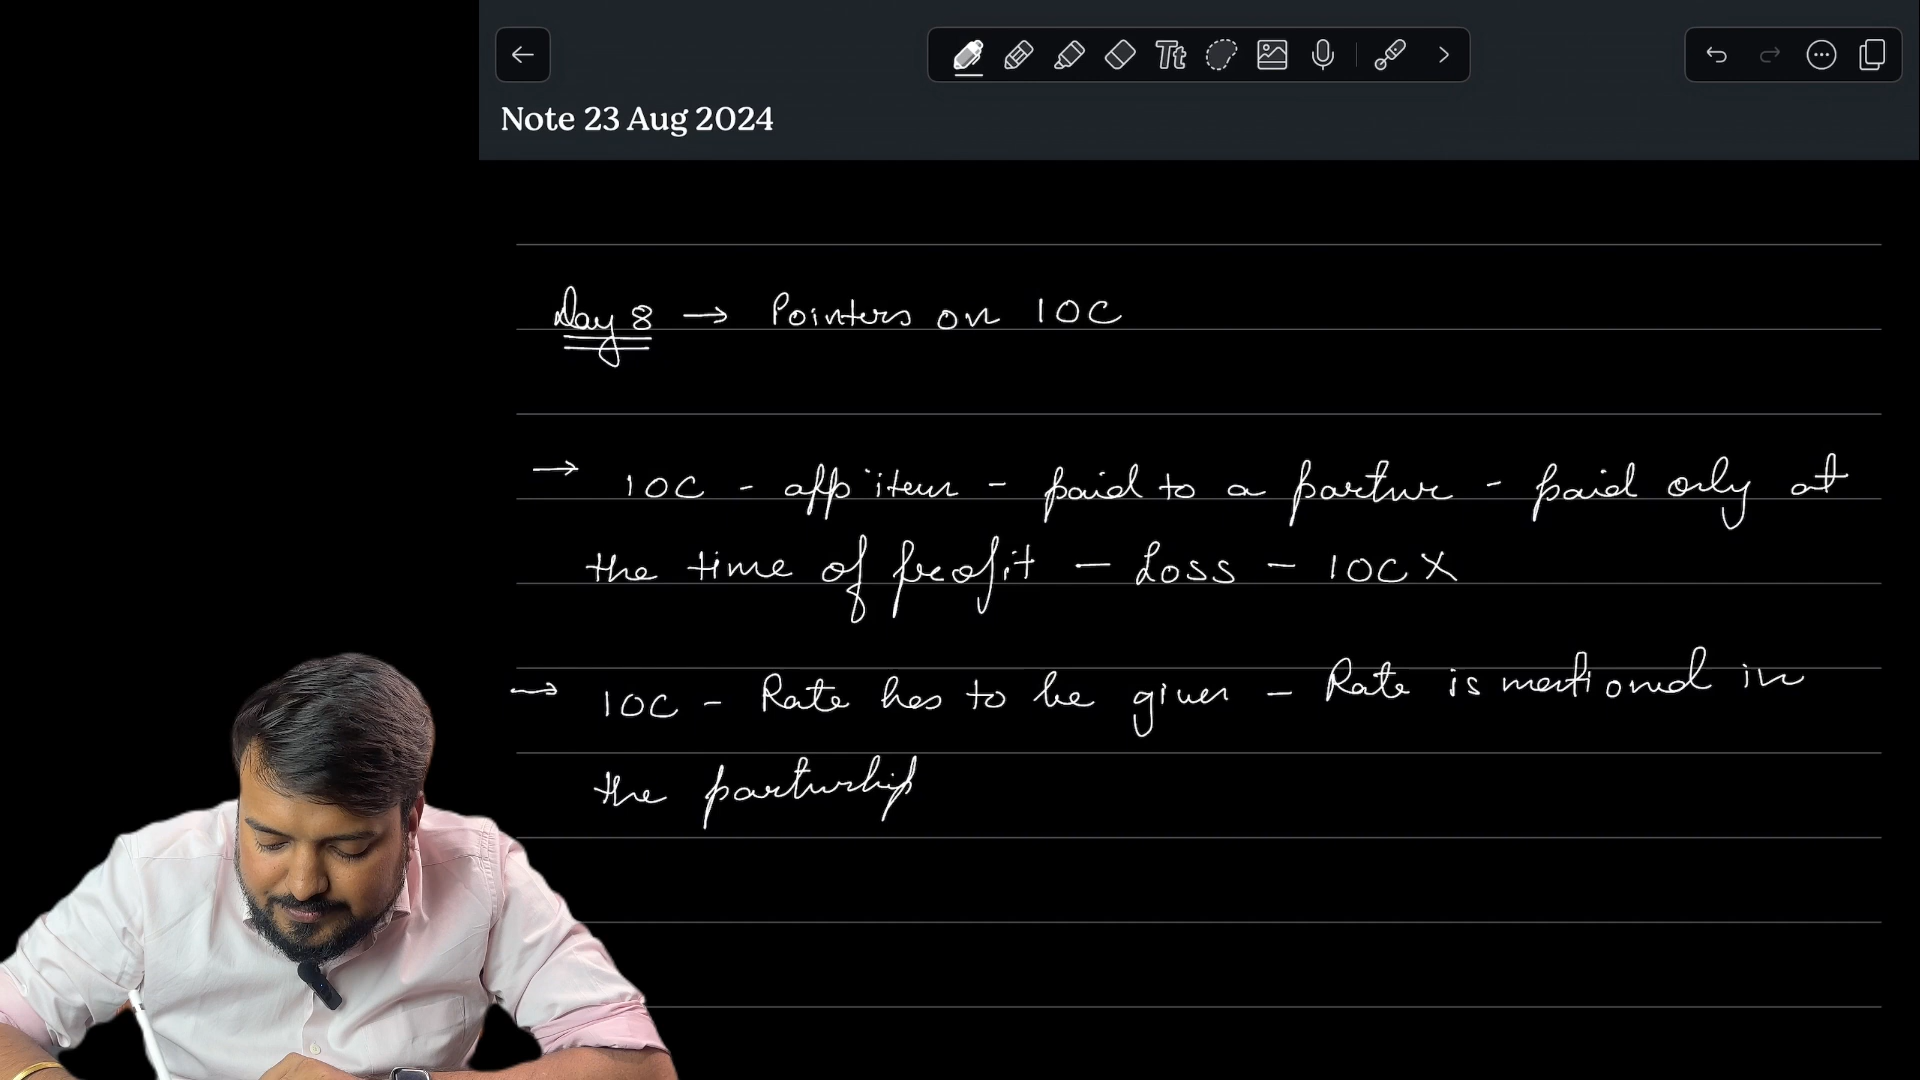 Note 23 Aug 2024
Day 8 → Pointers on IOC
→ IOC - app item - paid to a partner - paid only at
the time of profit - Loss - IOC X
→ IOC - Rate has to be given - Rate is mentioned in
the partnership